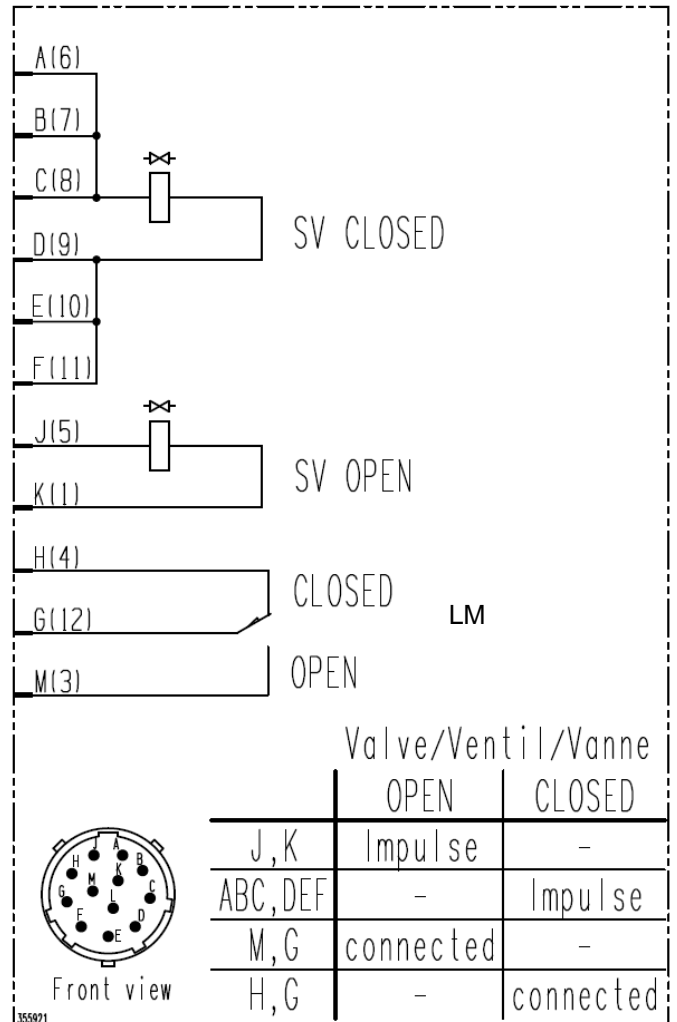 A(6)
B(7)
C(8)
D(9)
E(10)
F(11)
SV CLOSED
J(5)
K(1)
SV OPEN
H(4)
G(12)
M(3)
CLOSED
LM
OPEN
Valve/Ventil/Vanne
OPEN CLOSED
J,K Impulse -
ABC,DEF - Impulse
M,G connected -
H,G - connected
J A
H K B
M
G L C
F D
E
Front view
355921